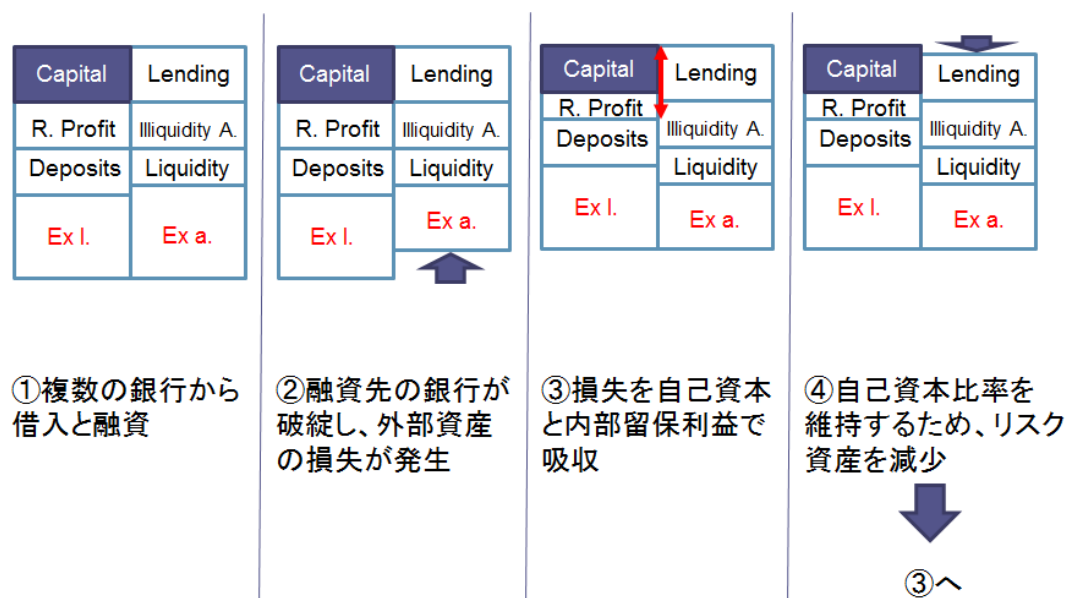 Capital
Lending
R. Profit
Illiquidity A.
Deposits
Liquidity
Ex l.
Ex a.
①複数の銀行から
借入と融資
Capital
Lending
R. Profit
Illiquidity A.
Deposits
Liquidity
Ex l.
Ex a.
②融資先の銀行が
破綻し、外部資産
の損失が発生
Capital
Lending
R. Profit
Illiquidity A.
Deposits
Liquidity
Ex l.
Ex a.
③損失を自己資本
と内部留保利益で
吸収
Capital
Lending
R. Profit
Illiquidity A.
Deposits
Liquidity
Ex l.
Ex a.
④自己資本比率を
維持するため、リスク
資産を減少
③へ